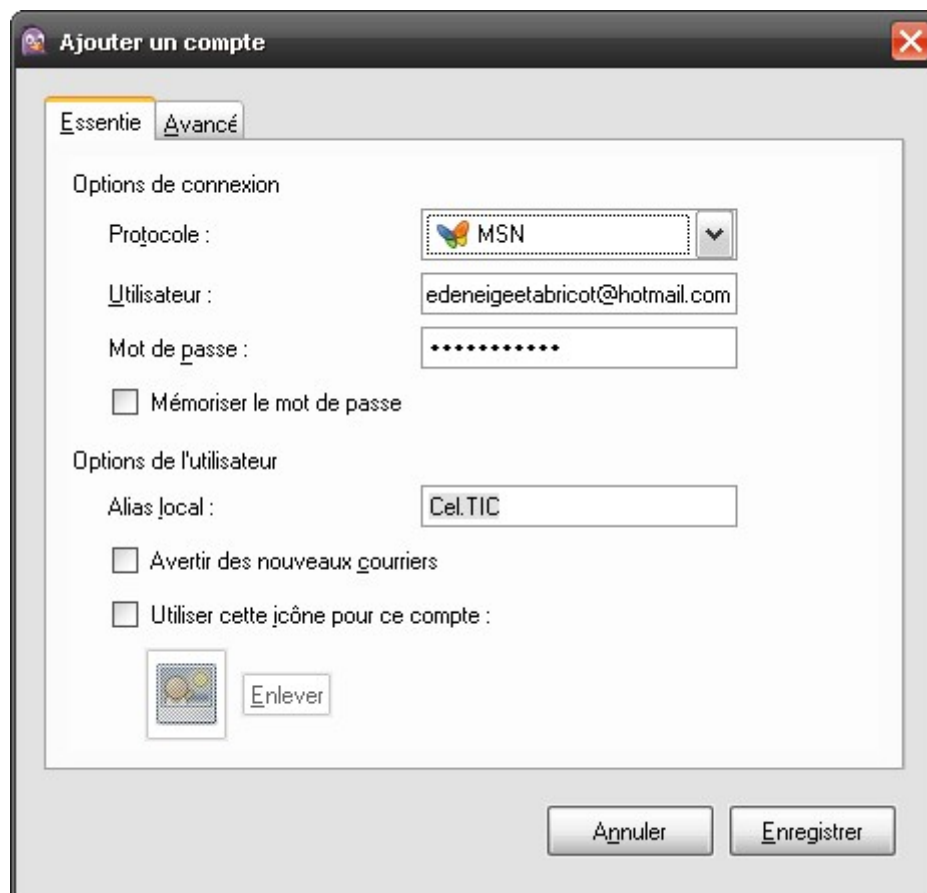 Ajouter un compte
Essentie Avancé
Options de connexion
Protocole : MSN
Utilisateur : edeneigeetabricot@hotmail.com
Mot de passe : •••••••••••
Mémoriser le mot de passe
Options de l'utilisateur
Alias local : Cel.TIC
Avertir des nouveaux courriers
Utiliser cette icône pour ce compte :
Enlever
Annuler Enregistrer